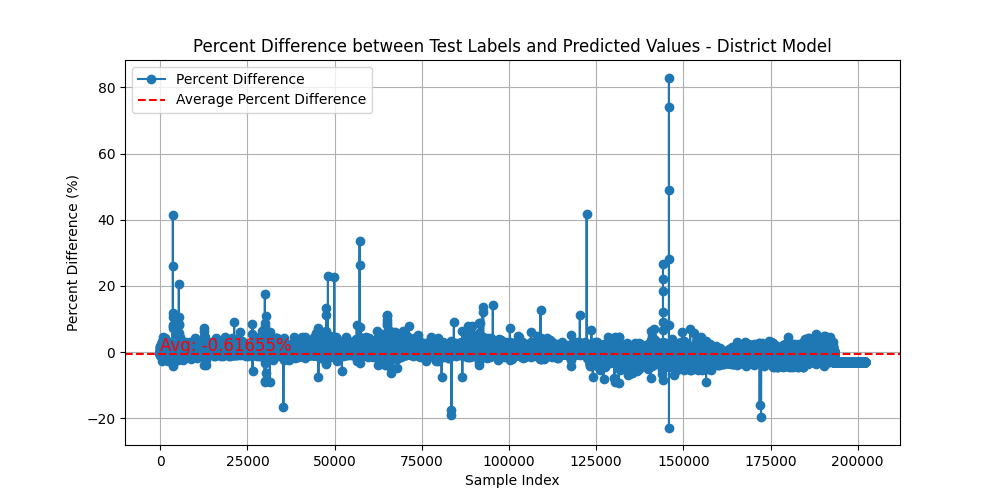 Percent Difference between Test Labels and Predicted Values - District Model
Percent Difference (%)
80
60
40
20
0
−20
Percent Difference
Average Percent Difference
Avg: -0.61655%
0
25000
50000
75000
100000
125000
150000
175000
200000
Sample Index